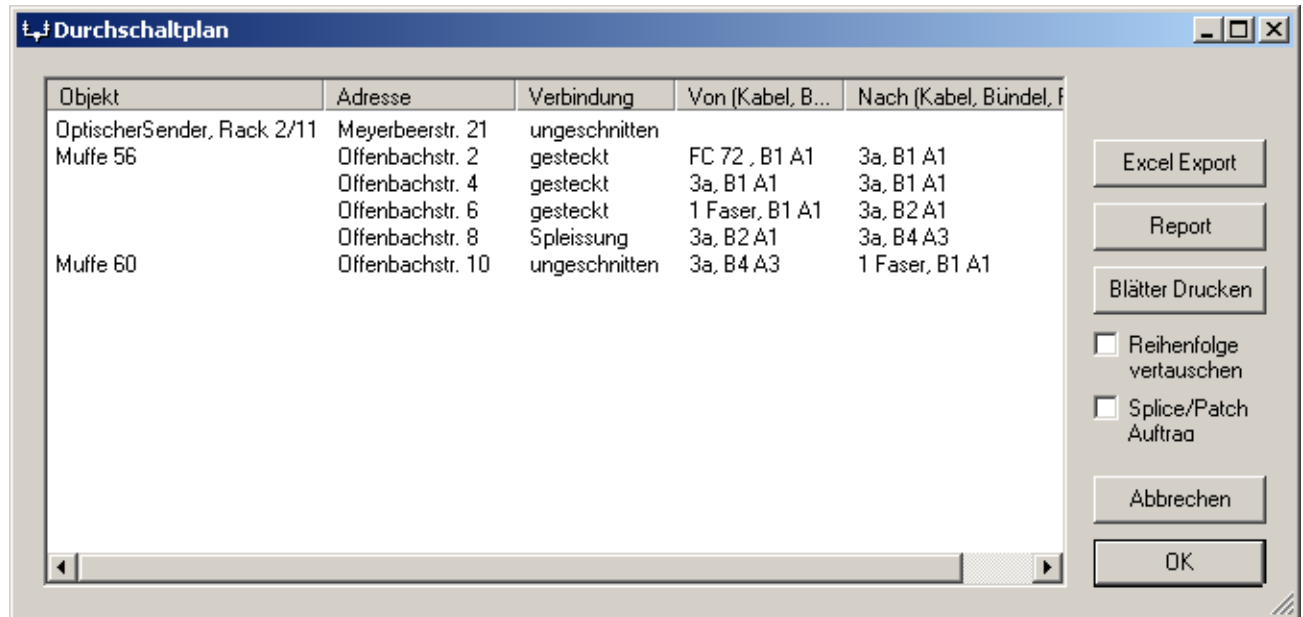 Durchschaltplan
Objekt Adresse Verbindung Von (Kabel, B... Nach (Kabel, Bündel, F
OptischerSender, Rack 2/11 Meyerbeerstr. 21 ungeschnitten
Muffe 56 Offenbachstr. 2 gesteckt FC 72 , B1 A1 3a, B1 A1
Offenbachstr. 4 gesteckt 3a, B1 A1 3a, B1 A1
Offenbachstr. 6 gesteckt 1 Faser, B1 A1 3a, B2 A1
Offenbachstr. 8 Spleissung 3a, B2 A1 3a, B4 A3
Muffe 60 Offenbachstr. 10 ungeschnitten 3a, B4 A3 1 Faser, B1 A1
Excel Export
Report
Blätter Drucken
Reihenfolge
vertauschen
Splice/Patch
Auftrag
Abbrechen
OK